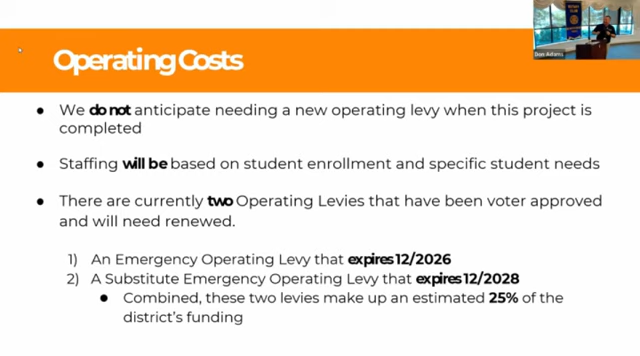 Operating Costs
● We do not anticipate needing a new operating levy when this project is
completed
● Staffing will be based on student enrollment and specific student needs
● There are currently two Operating Levies that have been voter approved
and will need renewed.
1) An Emergency Operating Levy that expires 12/2026
2) A Substitute Emergency Operating Levy that expires 12/2028
● Combined, these two levies make up an estimated 25% of the
district's funding
Don Adams